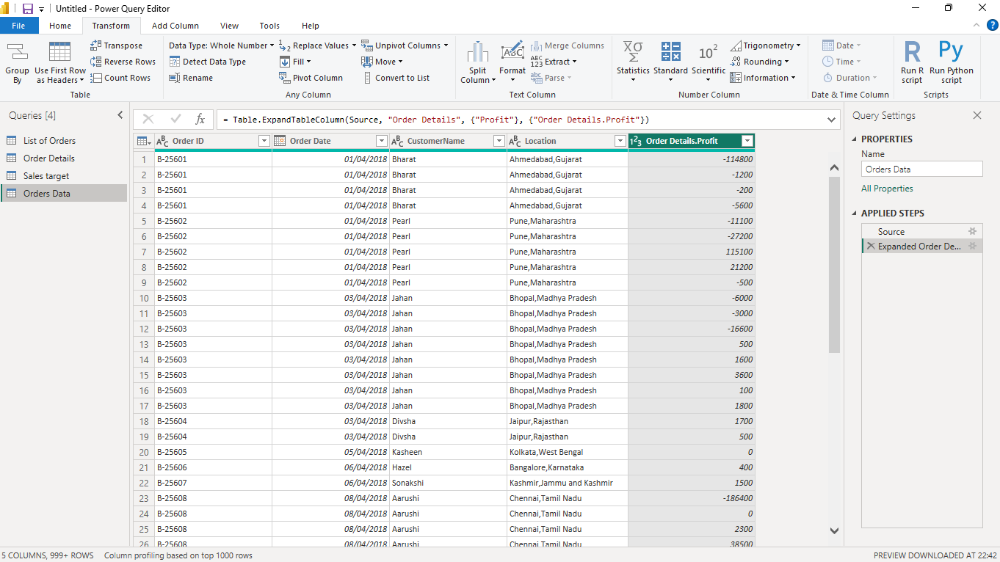 Untitled - Power Query Editor
File Home Transform Add Column View Tools Help
Group By
Use First Row as Headers
Transpose
Reverse Rows
Count Rows
Table
Data Type: Whole Number
Detect Data Type
Rename
Replace Values
Fill
Pivot Column
Unpivot Columns
Move
Convert to List
Any Column
Split Column
Format
ABC
Merge Columns
ABC 123 Extract
abc Parse
Text Column
Statistics
Standard
10² Scientific
Trigonometry
.00 Rounding
Information
Number Column
Date
Time
Duration
Date & Time Column
R Run R script
Py Run Python script
Scripts
Queries [4]
List of Orders
Order Details
Sales target
Orders Data
fx = Table.ExpandTableColumn(Source, "Order Details", {"Profit"}, {"Order Details.Profit"})
Order ID Order Date CustomerName Location Order Details.Profit
1 B-25601 01/04/2018 Bharat Ahmedabad,Gujarat -114800
2 B-25601 01/04/2018 Bharat Ahmedabad,Gujarat -1200
3 B-25601 01/04/2018 Bharat Ahmedabad,Gujarat -200
4 B-25601 01/04/2018 Bharat Ahmedabad,Gujarat -5600
5 B-25602 01/04/2018 Pearl Pune,Maharashtra -11100
6 B-25602 01/04/2018 Pearl Pune,Maharashtra -27200
7 B-25602 01/04/2018 Pearl Pune,Maharashtra 115100
8 B-25602 01/04/2018 Pearl Pune,Maharashtra 21200
9 B-25602 01/04/2018 Pearl Pune,Maharashtra -500
10 B-25603 03/04/2018 Jahan Bhopal,Madhya Pradesh -6000
11 B-25603 03/04/2018 Jahan Bhopal,Madhya Pradesh -3000
12 B-25603 03/04/2018 Jahan Bhopal,Madhya Pradesh -16600
13 B-25603 03/04/2018 Jahan Bhopal,Madhya Pradesh 500
14 B-25603 03/04/2018 Jahan Bhopal,Madhya Pradesh 1600
15 B-25603 03/04/2018 Jahan Bhopal,Madhya Pradesh 3600
16 B-25603 03/04/2018 Jahan Bhopal,Madhya Pradesh 100
17 B-25603 03/04/2018 Jahan Bhopal,Madhya Pradesh 1800
18 B-25604 03/04/2018 Divsha Jaipur,Rajasthan 1700
19 B-25604 03/04/2018 Divsha Jaipur,Rajasthan 500
20 B-25605 05/04/2018 Kasheen Kolkata,West Bengal 0
21 B-25606 06/04/2018 Hazel Bangalore,Karnataka 400
22 B-25607 06/04/2018 Sonakshi Kashmir,Jammu and Kashmir 1500
23 B-25608 08/04/2018 Aarushi Chennai,Tamil Nadu -186400
24 B-25608 08/04/2018 Aarushi Chennai,Tamil Nadu 0
25 B-25608 08/04/2018 Aarushi Chennai,Tamil Nadu 2300
26 B-25608 08/04/2018 Aarushi Chennai,Tamil Nadu 38500
Query Settings
PROPERTIES
Name
Orders Data
All Properties
APPLIED STEPS
Source
Expanded Order De...
5 COLUMNS, 999+ ROWS Column profiling based on top 1000 rows PREVIEW DOWNLOADED AT 22:42